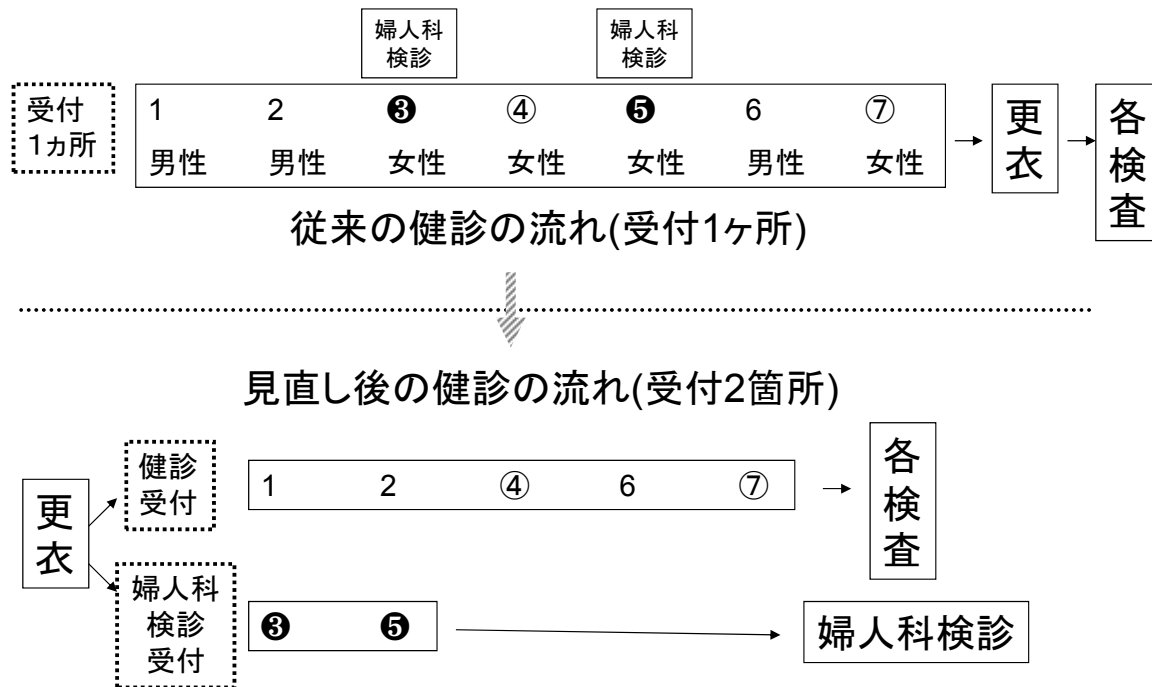 婦人科
検診
婦人科
検診
受付
1ヵ所
1 2 ❸ ④ ❺ 6 ⑦
男性 男性 女性 女性 女性 男性 女性
更衣
各検査
従来の健診の流れ(受付1ヶ所)
見直し後の健診の流れ(受付2箇所)
更衣
健診
受付
1 2 ④ 6 ⑦
各検査
婦人科
検診
受付
❸ ❺
婦人科検診